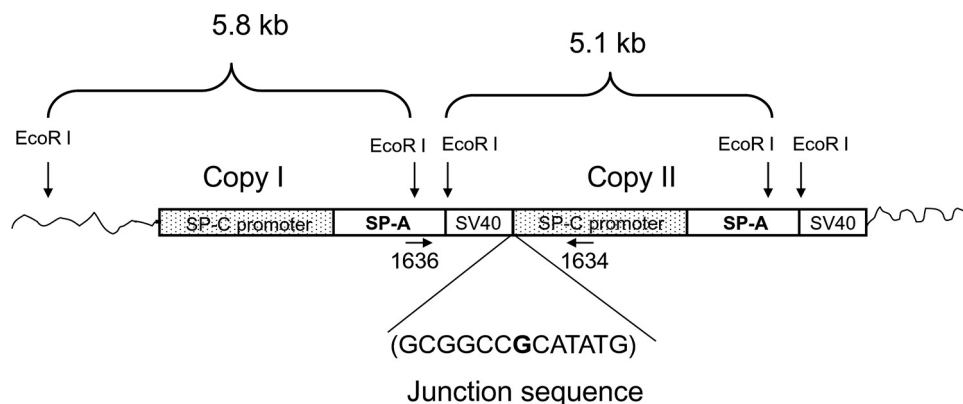 5.8 kb
5.1 kb
EcoR I
EcoR I
EcoR I
EcoR I
EcoR I
Copy I
Copy II
SP-C promoter
SP-A
SV40
SP-C promoter
SP-A
SV40
1636
1634
(GCGGCCGCATATG)
Junction sequence